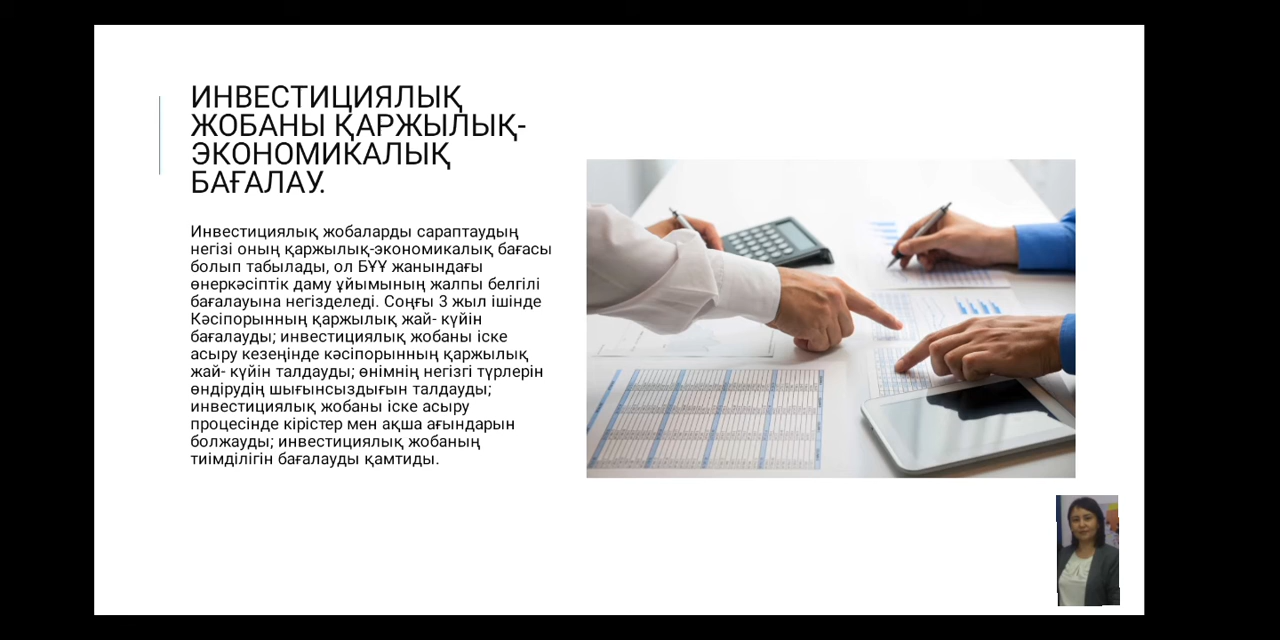 ИНВЕСТИЦИЯЛЫҚ
ЖОБАНЫ ҚАРЖЫЛЫҚ-
ЭКОНОМИКАЛЫҚ
БАҒАЛАУ.
Инвестициялық жобаларды сараптаудың
негізі оның қаржылық-экономикалық бағасы
болып табылады, ол БҰҰ жанындағы
өнеркәсіптік даму ұйымының жалпы белгілі
бағалауына негізделеді. Соңғы 3 жыл ішінде
Кәсіпорынның қаржылық жай- күйін
бағалауды; инвестициялық жобаны іске
асыру кезеңінде кәсіпорынның қаржылық
жай- күйін талдауды; өнімнің негізгі түрлерін
өндірудің шығынсыздығын талдауды;
инвестициялық жобаны іске асыру
процесінде кірістер мен ақша ағындарын
болжауды; инвестициялық жобаның
тиімділігін бағалауды қамтиды.